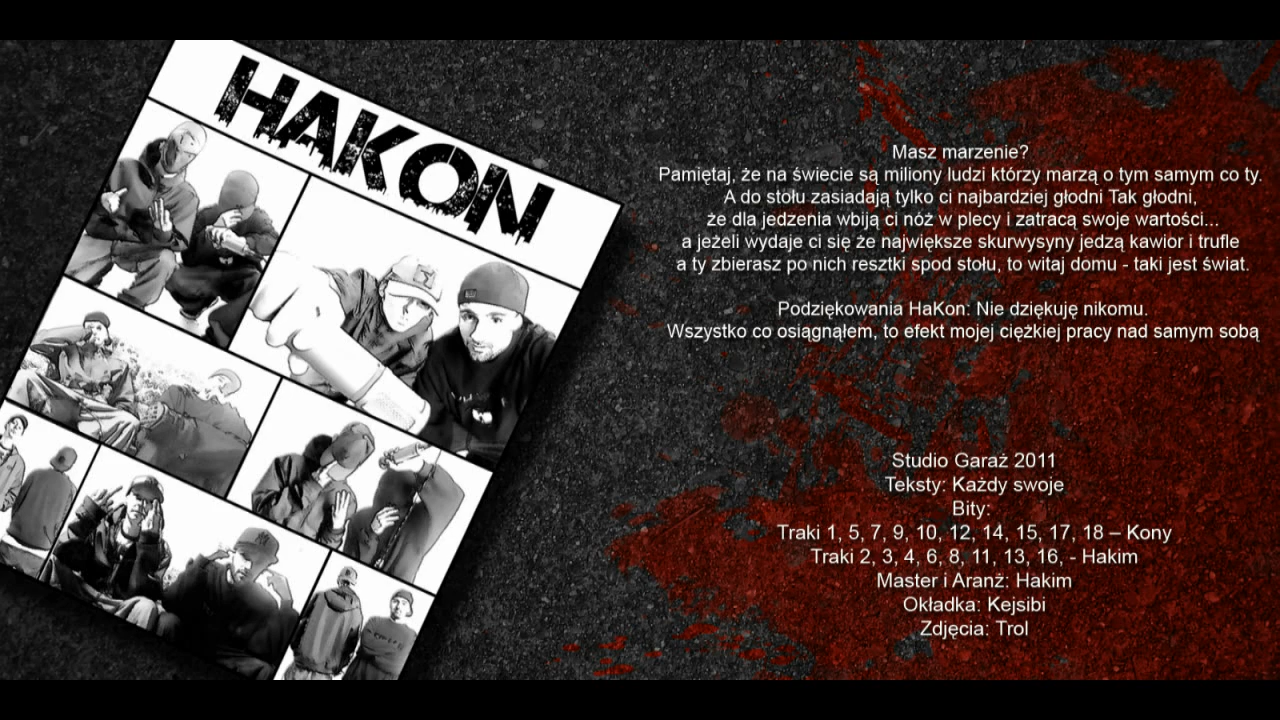 HAKON
Masz marzenie?
Pamiętaj, że na świecie są miliony ludzi którzy marzą o tym samym co ty.
A do stołu zasiadają tylko ci najbardziej głodni Tak głodni,
że dla jedzenia wbiją ci nóż w plecy i zatracą swoje wartości...
a jeżeli wydaje ci się że największe skurwysyny jedzą kawior i trufle
a ty zbierasz po nich resztki spod stołu, to witaj domu - taki jest świat.
Podziękowania HaKon: Nie dziękuję nikomu.
Wszystko co osiągnąłem, to efekt mojej ciężkiej pracy nad samym sobą
Studio Garaż 2011
Teksty: Każdy swoje
Bity:
Traki 1, 5, 7, 9, 10, 12, 14, 15, 17, 18 – Kony
Traki 2, 3, 4, 6, 8, 11, 13, 16, - Hakim
Master i Aranż: Hakim
Okładka: Kejsibi
Zdjęcia: Trol